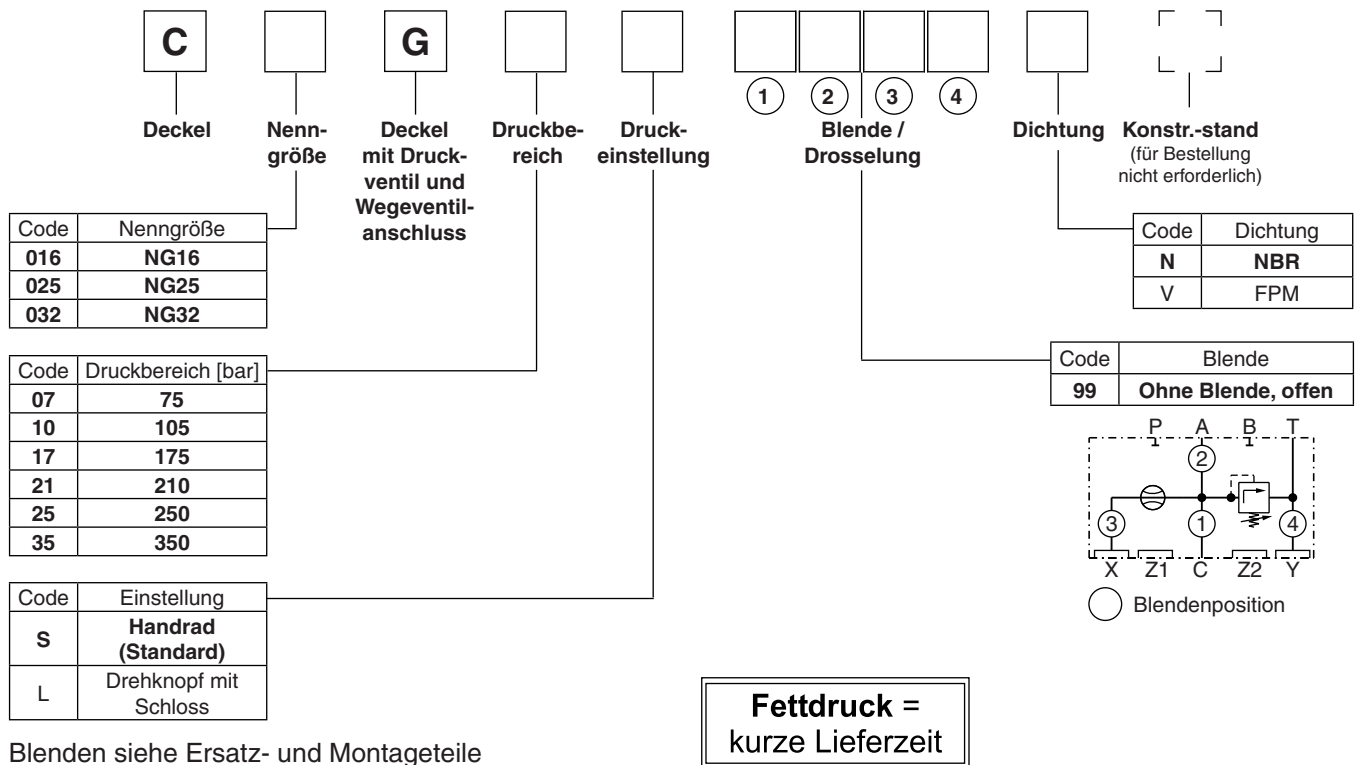 C G
1 2 3 4
Deckel
Nenn-
größe
Deckel
mit Druck-
ventil und
Wegeventil-
anschluss
Druckbe-
reich
Druck-
einstellung
Blende /
Drosselung
Dichtung
Konstr.-stand
(für Bestellung
nicht erforderlich)
Code Nenngröße
016 NG16
025 NG25
032 NG32
Code Dichtung
N NBR
V FPM
Code Druckbereich [bar]
07 75
10 105
17 175
21 210
25 250
35 350
Code Blende
99 Ohne Blende, offen
P A B T
2
3 1 4
X Z1 C Z2 Y
Blendenposition
Code Einstellung
S Handrad
(Standard)
L Drehknopf mit
Schloss
Fettdruck =
kurze Lieferzeit
Blenden siehe Ersatz- und Montageteile